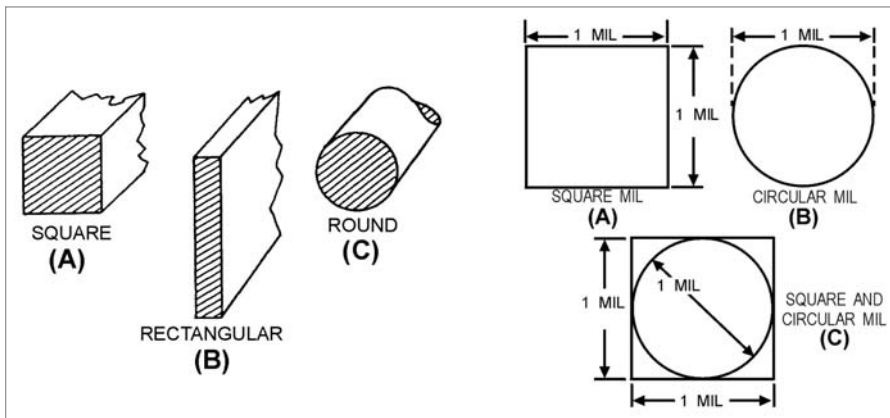 SQUARE
(A)
RECTANGULAR
(B)
ROUND
(C)
1 MIL
1 MIL
SQUARE MIL
(A)
1 MIL
CIRCULAR MIL
(B)
1 MIL
1 MIL
1 MIL
SQUARE AND
CIRCULAR MIL
(C)